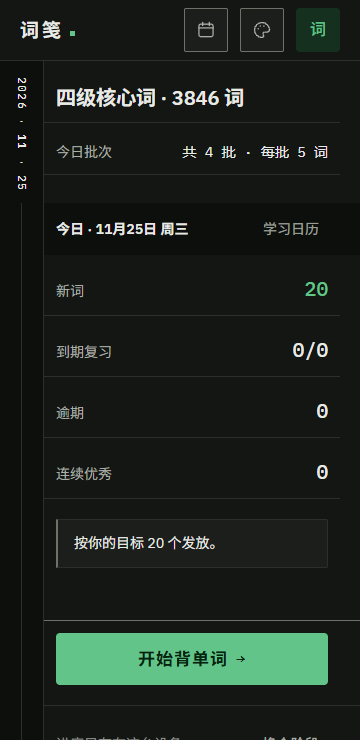 词笺
词
2026 · 11 · 25
四级核心词 · 3846 词
今日批次 共 4 批 · 每批 5 词
今日 · 11月25日 周三 学习日历
新词 20
到期复习 0/0
逾期 0
连续优秀 0
按你的目标 20 个发放。
开始背单词 →